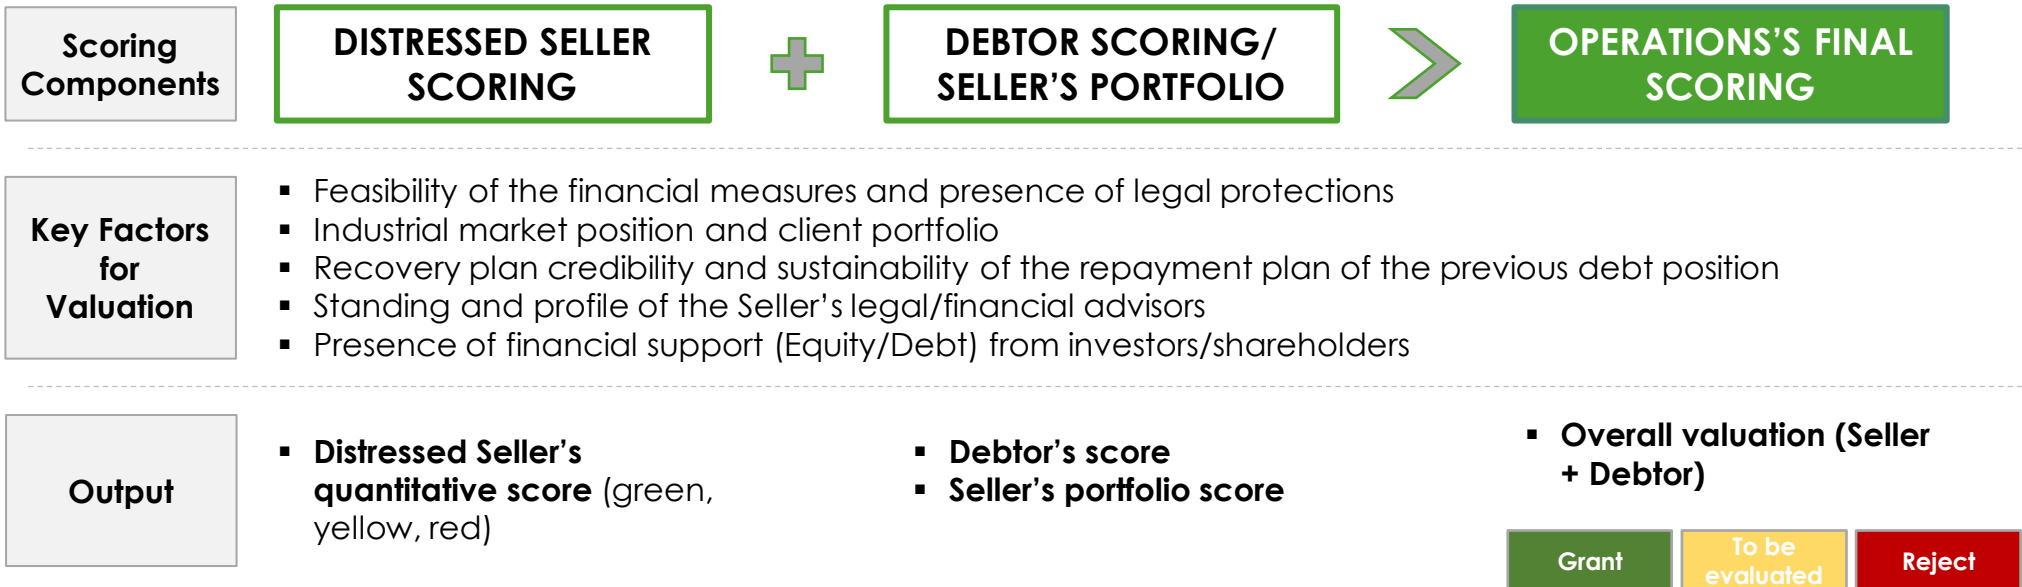 Scoring
Components
DISTRESSED SELLER
SCORING
DEBTOR SCORING/
SELLER’S PORTFOLIO
OPERATIONS’S FINAL
SCORING
Key Factors
for
Valuation
▪ Feasibility of the financial measures and presence of legal protections
▪ Industrial market position and client portfolio
▪ Recovery plan credibility and sustainability of the repayment plan of the previous debt position
▪ Standing and profile of the Seller’s legal/financial advisors
▪ Presence of financial support (Equity/Debt) from investors/shareholders
Output
▪ Distressed Seller’s
quantitative score (green,
yellow, red)
▪ Debtor’s score
▪ Seller’s portfolio score
▪ Overall valuation (Seller
+ Debtor)
Grant
To be
evaluated
Reject